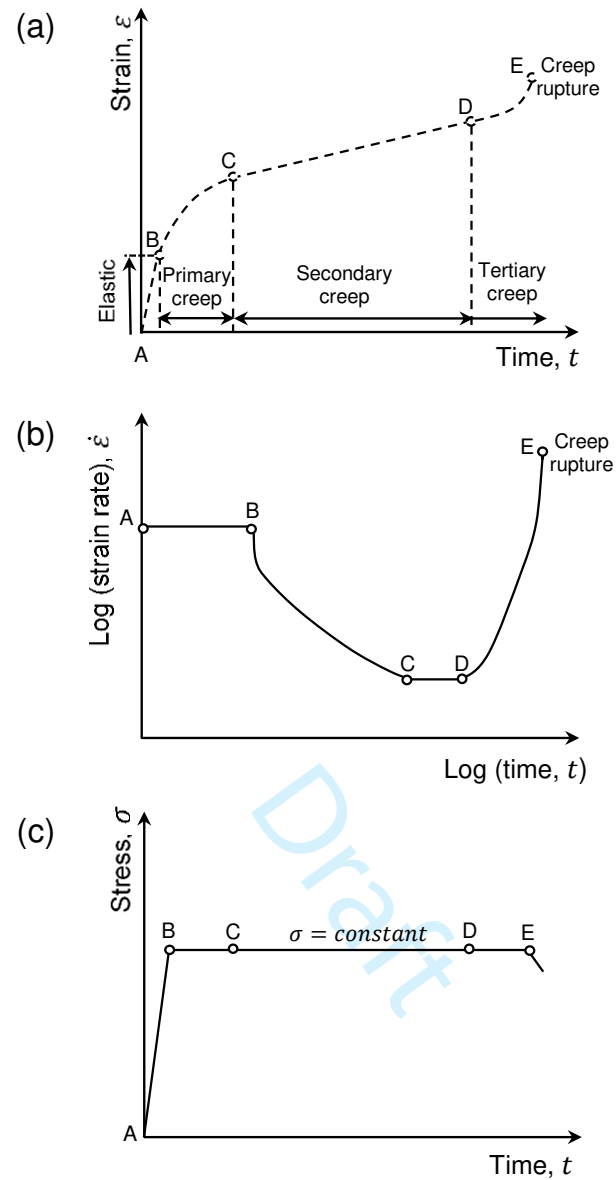 (a)
Strain, ε
E
Creep
rupture
D
C
B
Elastic
Primary
creep
Secondary
creep
Tertiary
creep
A
Time, t
(b)
Log (strain rate), ε̇
E
Creep
rupture
A
B
C
D
Log (time, t)
Draft
(c)
Stress, σ
B
C
σ = constant
D
E
A
Time, t